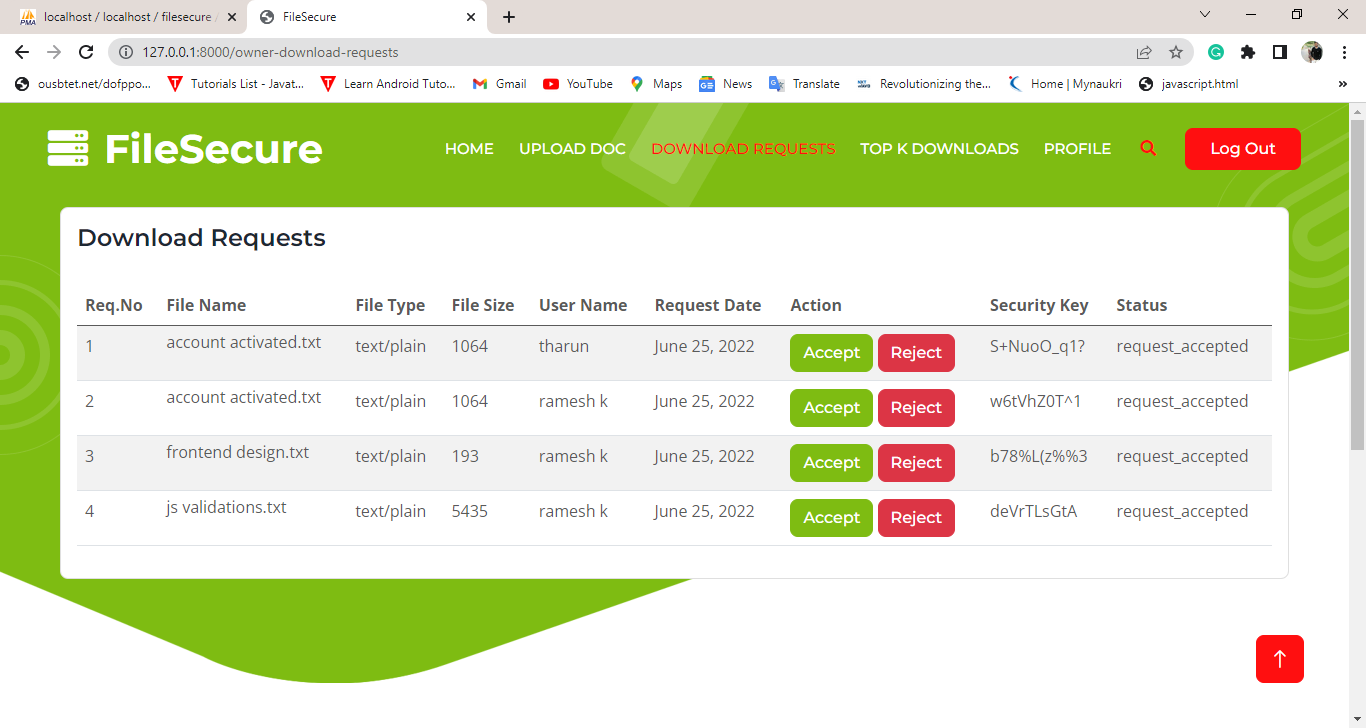 localhost / localhost / filesecure / FileSecure
127.0.0.1:8000/owner-download-requests
ousbtet.net/dofppo... Tutorials List - Javat... Learn Android Tuto... Gmail YouTube Maps News Translate Revolutionizing the... Home | Mynaukri javascript.html »
FileSecure HOME UPLOAD DOC DOWNLOAD REQUESTS TOP K DOWNLOADS PROFILE Log Out
Download Requests
Req.No File Name File Type File Size User Name Request Date Action Security Key Status
1 account activated.txt text/plain 1064 tharun June 25, 2022 Accept Reject S+NuoO_q1? request_accepted
2 account activated.txt text/plain 1064 ramesh k June 25, 2022 Accept Reject w6tVhZ0T^1 request_accepted
3 frontend design.txt text/plain 193 ramesh k June 25, 2022 Accept Reject b78%L(z%%3 request_accepted
4 js validations.txt text/plain 5435 ramesh k June 25, 2022 Accept Reject deVrTLsGtA request_accepted